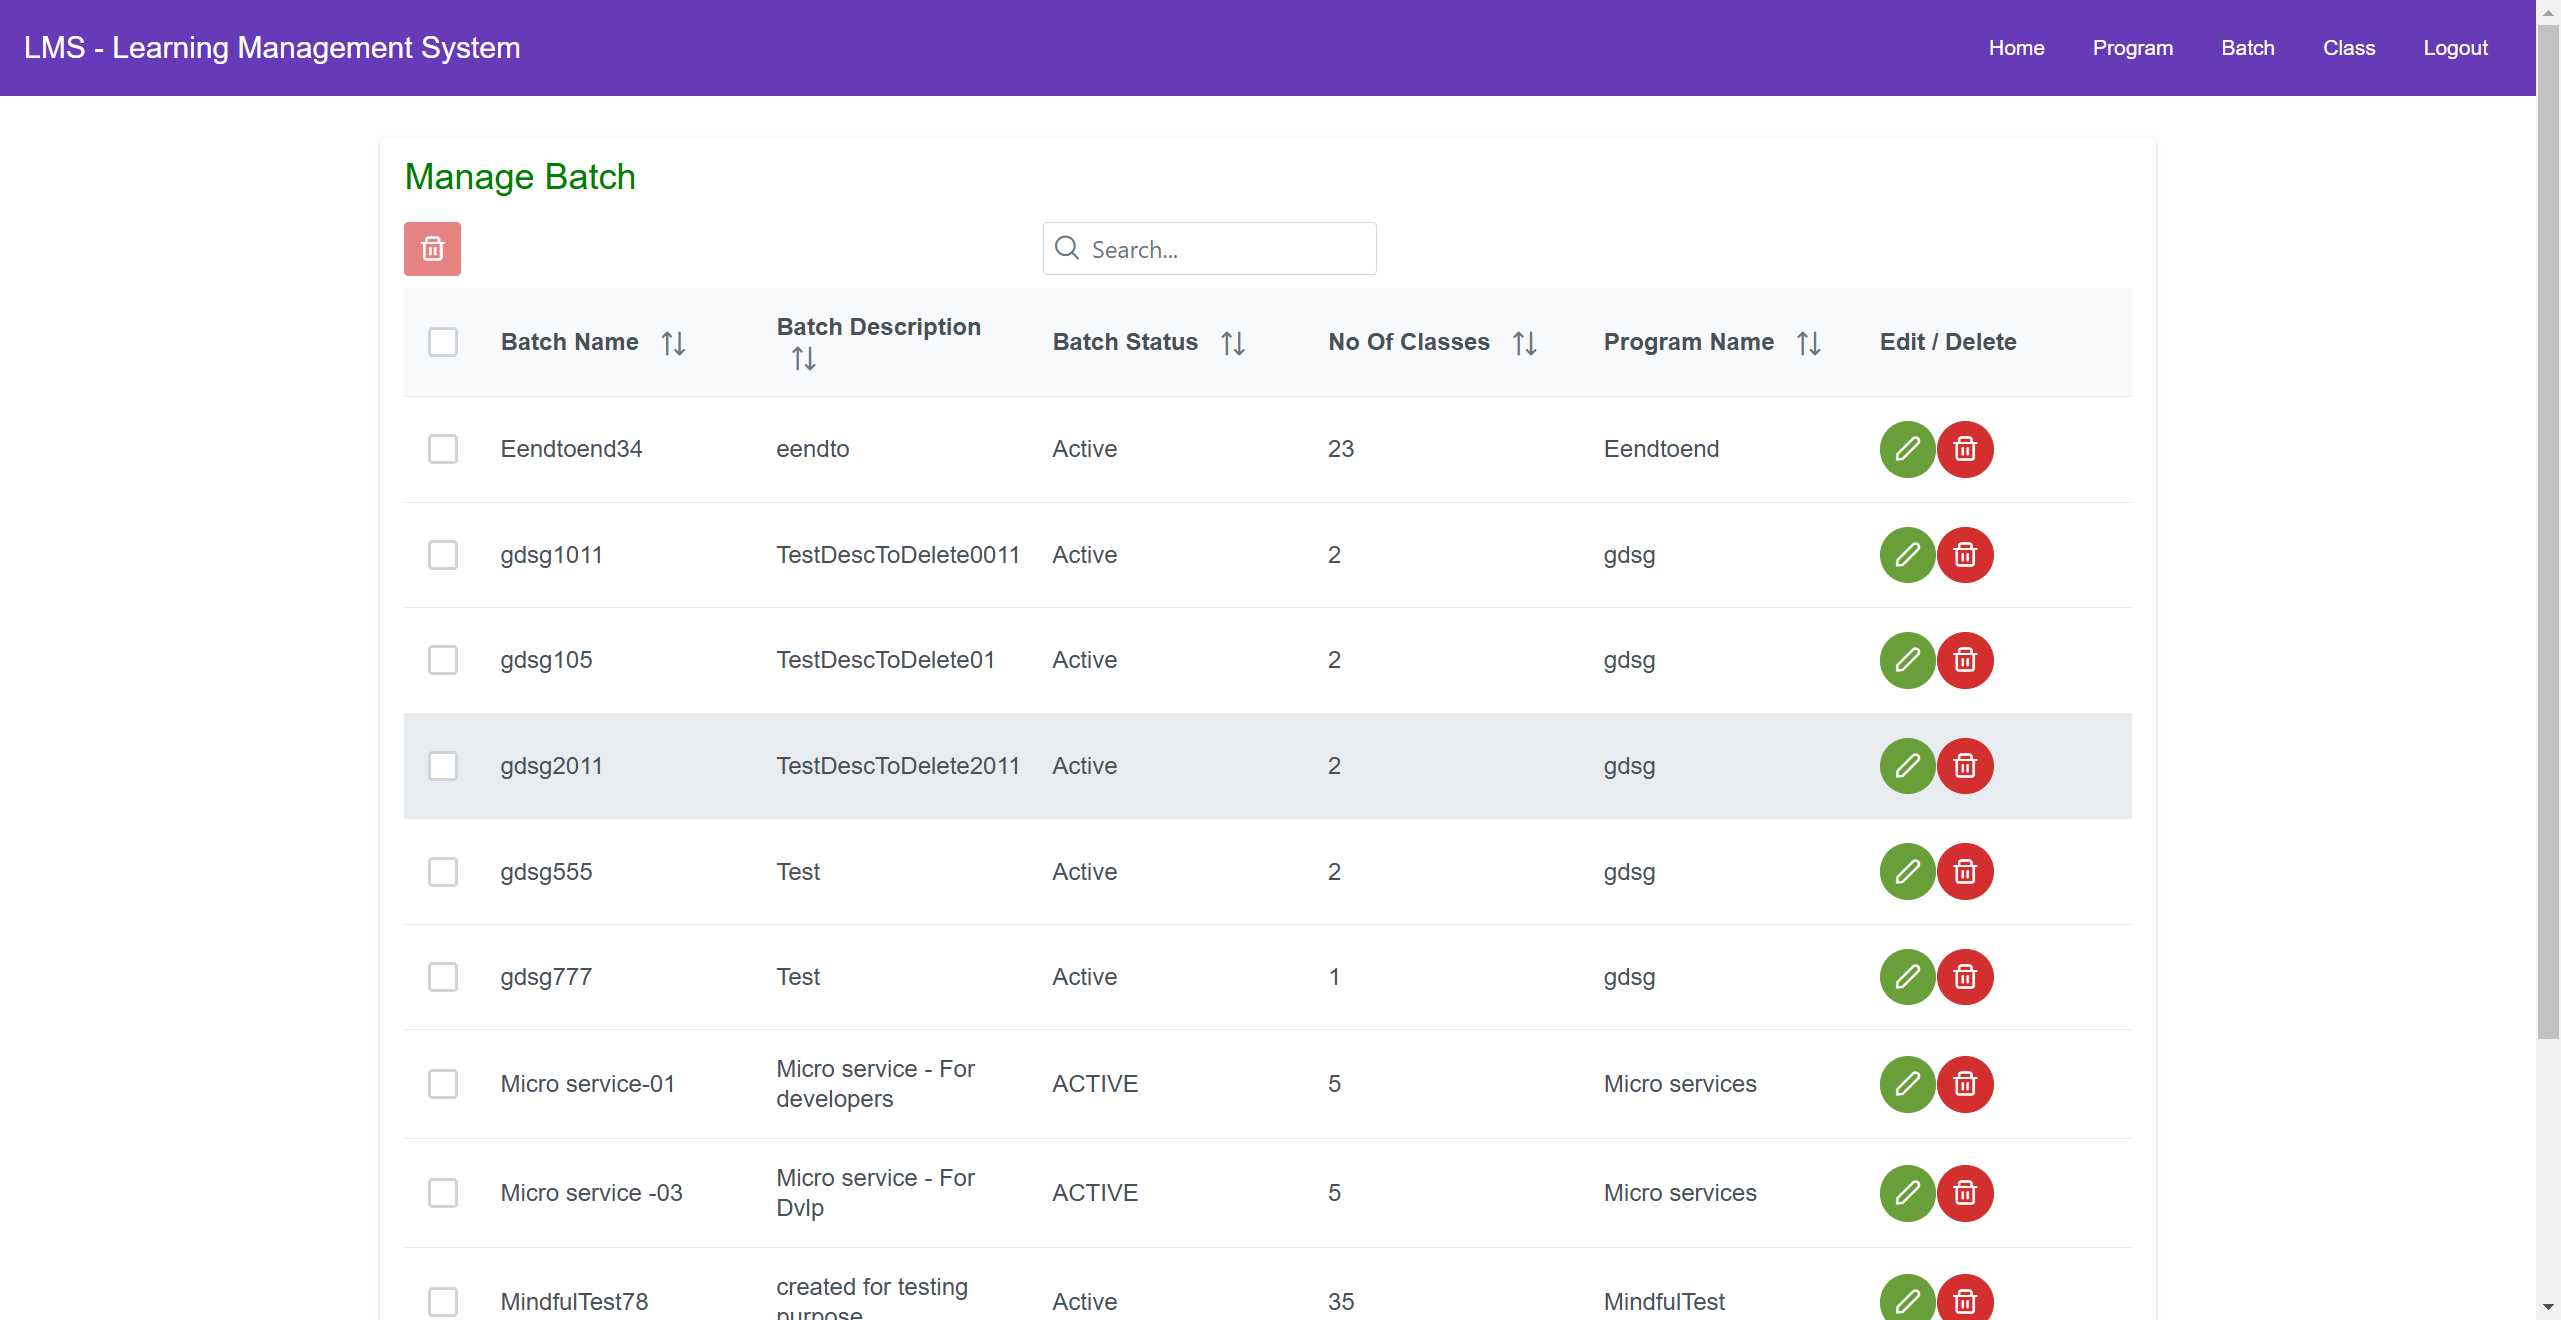 LMS - Learning Management System
Home Program Batch Class Logout
Manage Batch
Search...
Batch Name Batch Description Batch Status No Of Classes Program Name Edit / Delete
Eendtoend34 eendto Active 23 Eendtoend
gdsg1011 TestDescToDelete0011 Active 2 gdsg
gdsg105 TestDescToDelete01 Active 2 gdsg
gdsg2011 TestDescToDelete2011 Active 2 gdsg
gdsg555 Test Active 2 gdsg
gdsg777 Test Active 1 gdsg
Micro service-01 Micro service - For
developers ACTIVE 5 Micro services
Micro service -03 Micro service - For
Dvlp ACTIVE 5 Micro services
MindfulTest78 created for testing
purpose Active 35 MindfulTest